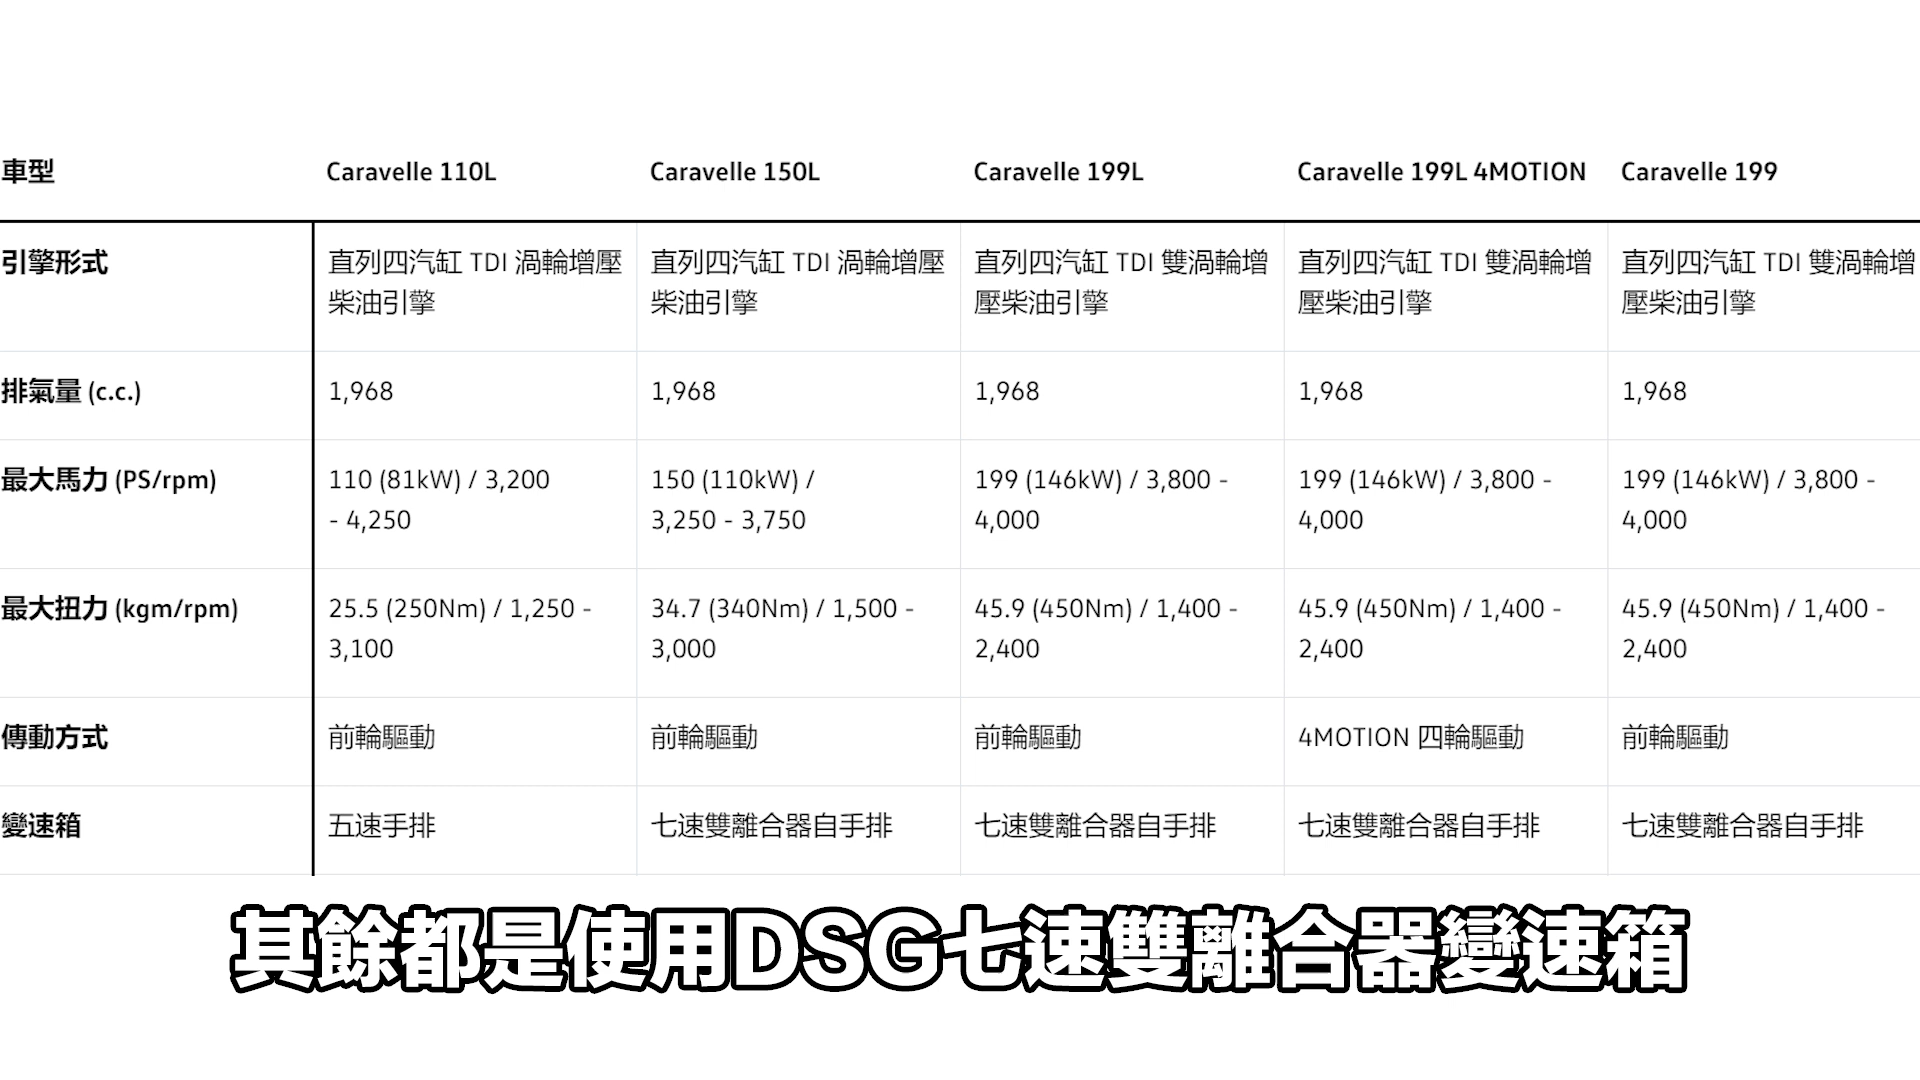 車型 Caravelle 110L Caravelle 150L Caravelle 199L Caravelle 199L 4MOTION Caravelle 199
引擎形式 直列四汽缸 TDI 渦輪增壓 直列四汽缸 TDI 渦輪增壓 直列四汽缸 TDI 雙渦輪增 直列四汽缸 TDI 雙渦輪增 直列四汽缸 TDI 雙渦輪增
柴油引擎 柴油引擎 壓柴油引擎 壓柴油引擎 壓柴油引擎
排氣量 (c.c.) 1,968 1,968 1,968 1,968 1,968
最大馬力 (PS/rpm) 110 (81kW) / 3,200 150 (110kW) / 199 (146kW) / 3,800 - 199 (146kW) / 3,800 - 199 (146kW) / 3,800 -
- 4,250 3,250 - 3,750 4,000 4,000 4,000
最大扭力 (kgm/rpm) 25.5 (250Nm) / 1,250 - 34.7 (340Nm) / 1,500 - 45.9 (450Nm) / 1,400 - 45.9 (450Nm) / 1,400 - 45.9 (450Nm) / 1,400 -
3,100 3,000 2,400 2,400 2,400
傳動方式 前輪驅動 前輪驅動 前輪驅動 4MOTION 四輪驅動 前輪驅動
變速箱 五速手排 七速雙離合器自手排 七速雙離合器自手排 七速雙離合器自手排 七速雙離合器自手排
其餘都是使用DSG七速雙離合器變速箱